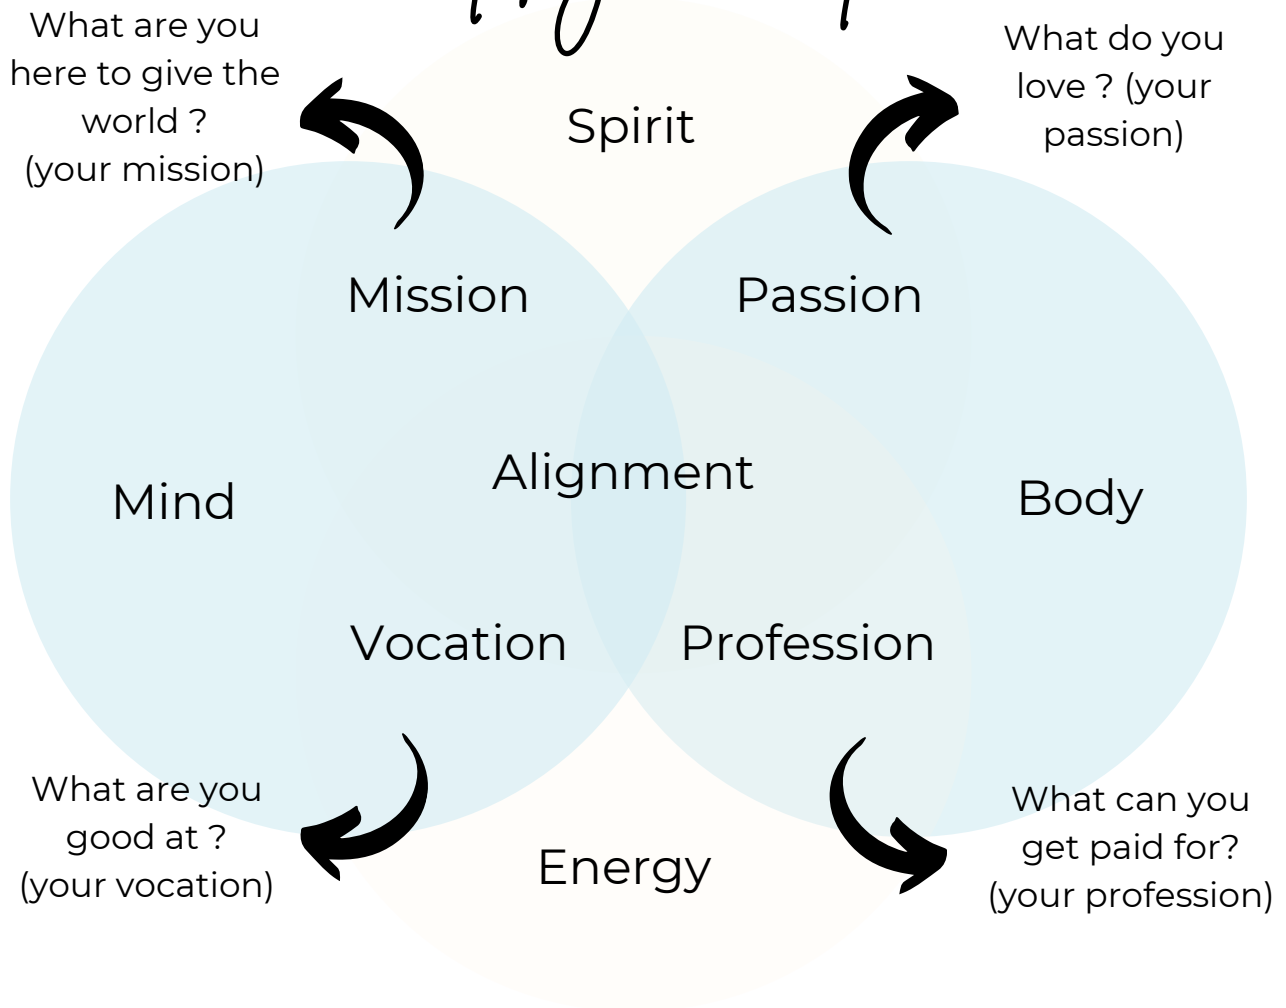 What are you
here to give the
world ?
(your mission)
What do you
love ? (your
passion)
Spirit
Mission
Passion
Alignment
Mind
Body
Vocation
Profession
What are you
good at ?
(your vocation)
Energy
What can you
get paid for?
(your profession)